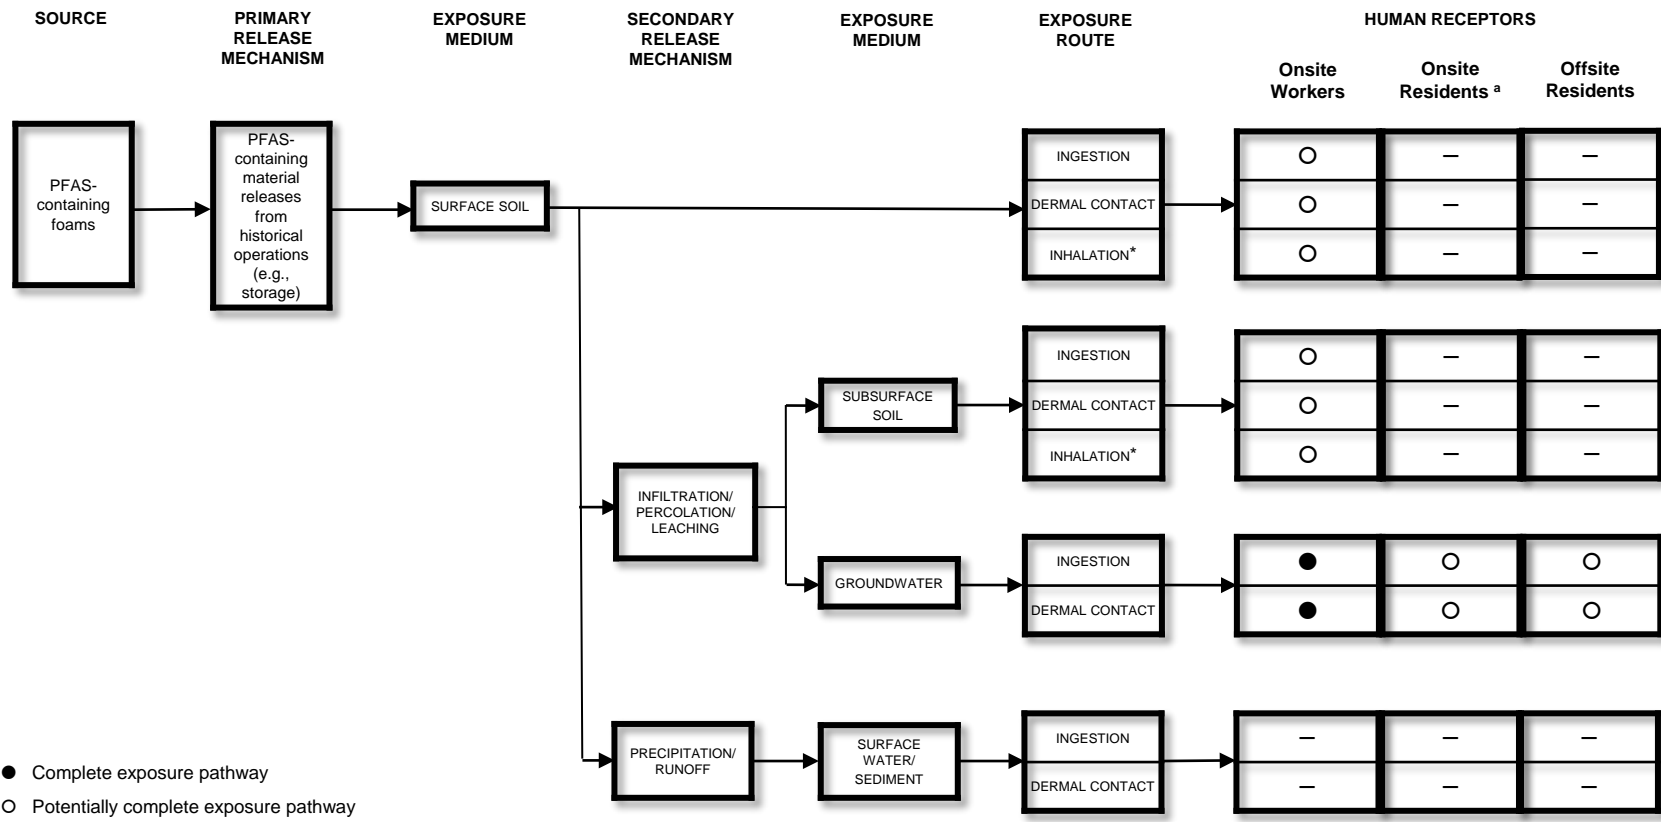 SOURCE
PRIMARY
RELEASE
MECHANISM
EXPOSURE
MEDIUM
SECONDARY
RELEASE
MECHANISM
EXPOSURE
MEDIUM
EXPOSURE
ROUTE
HUMAN RECEPTORS
Onsite
Workers
Onsite
Residents ᵃ
Offsite
Residents
PFAS-
containing
foams
PFAS-
containing
material
releases
from
historical
operations
(e.g.,
storage)
SURFACE SOIL
INGESTION
○ – –
DERMAL CONTACT
○ – –
INHALATION*
○ – –
INFILTRATION/
PERCOLATION/
LEACHING
SUBSURFACE
SOIL
INGESTION
○ – –
DERMAL CONTACT
○ – –
INHALATION*
○ – –
GROUNDWATER
INGESTION
● ○ ○
DERMAL CONTACT
● ○ ○
PRECIPITATION/
RUNOFF
SURFACE
WATER/
SEDIMENT
INGESTION
– – –
DERMAL CONTACT
– – –
● Complete exposure pathway
○ Potentially complete exposure pathway